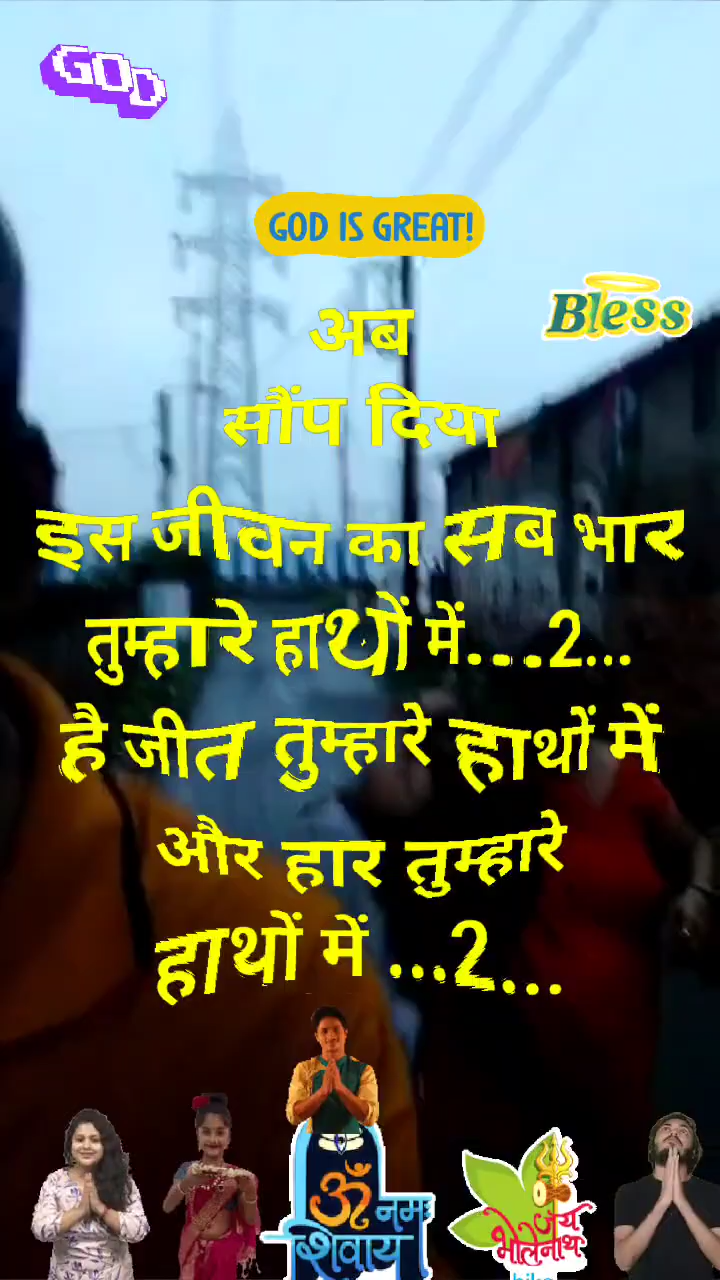 GOD
GOD IS GREAT!
Bless
अब
सौंप दिया
इस जीवन का सब भार
तुम्हारे हाथों में....2...
है जीत तुम्हारे हाथों में
और हार तुम्हारे
हाथों में ...2...
ॐ नमः
शिवाय
जय
भोलेनाथ